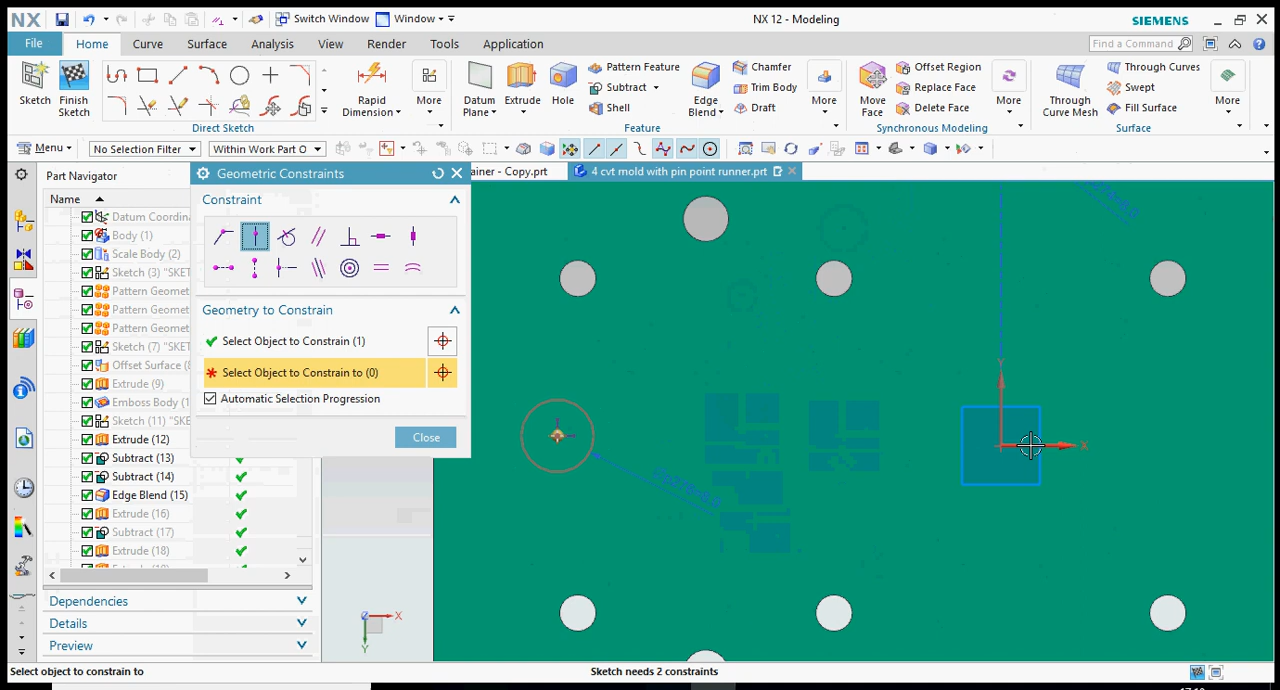 NX
Switch Window
Window
NX 12 - Modeling
SIEMENS
File
Home
Curve
Surface
Analysis
View
Render
Tools
Application
Find a Command
Sketch
Finish Sketch
Rapid Dimension
More
Datum Plane
Extrude
Hole
Pattern Feature
Subtract
Shell
Edge Blend
Chamfer
Trim Body
Draft
More
Move Face
Offset Region
Replace Face
Delete Face
More
Through Curve Mesh
Through Curves
Swept
Fill Surface
More
Direct Sketch
Feature
Synchronous Modeling
Surface
Menu
No Selection Filter
Within Work Part O
Part Navigator
Name
Datum Coordina
Body (1)
Scale Body (2)
Sketch (3) "SKET
Pattern Geomet
Pattern Geomet
Pattern Geomet
Sketch (7) "SKET
Offset Surface (8
Extrude (9)
Emboss Body (1
Sketch (11) "SKE
Extrude (12)
Subtract (13)
Subtract (14)
Edge Blend (15)
Extrude (16)
Subtract (17)
Extrude (18)
Dependencies
Details
Preview
Geometric Constraints
Constraint
Geometry to Constrain
Select Object to Constrain (1)
Select Object to Constrain to (0)
Automatic Selection Progression
Close
ainer - Copy.prt
4 cvt mold with pin point runner.prt
Y
X
Z
X
Y
Select object to constrain to
Sketch needs 2 constraints